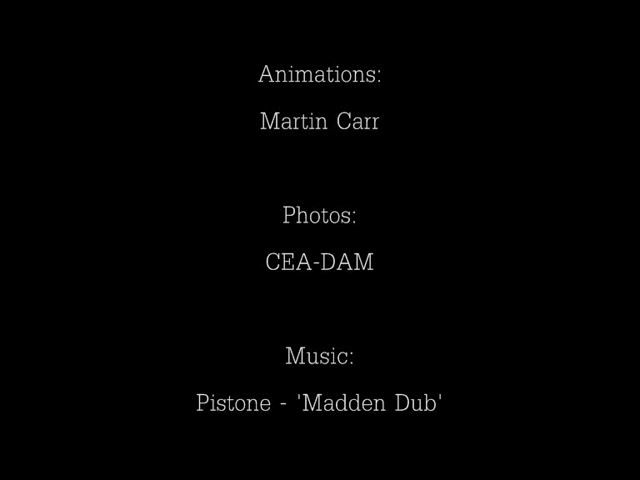 Animations:
Martin Carr
Photos:
CEA-DAM
Music:
Pistone - 'Madden Dub'